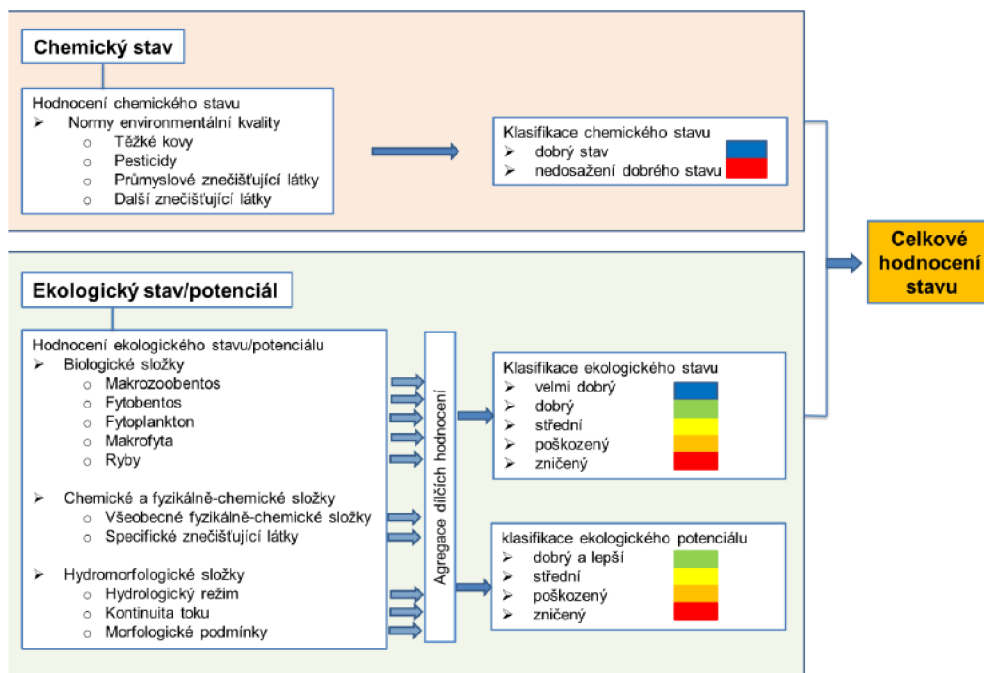 Chemický stav
Hodnocení chemického stavu
➢ Normy environmentální kvality
○ Těžké kovy
○ Pesticidy
○ Průmyslové znečišťující látky
○ Další znečišťující látky
Klasifikace chemického stavu
➢ dobrý stav
➢ nedosažení dobrého stavu
Celkové
hodnocení
stavu
Ekologický stav/potenciál
Hodnocení ekologického stavu/potenciálu
➢ Biologické složky
○ Makrozoobentos
○ Fytobentos
○ Fytoplankton
○ Makrofyta
○ Ryby
➢ Chemické a fyzikálně-chemické složky
○ Všeobecné fyzikálně-chemické složky
○ Specifické znečišťující látky
➢ Hydromorfologické složky
○ Hydrologický režim
○ Kontinuita toku
○ Morfologické podmínky
Agregace dílčích hodnocení
Klasifikace ekologického stavu
➢ velmi dobrý
➢ dobrý
➢ střední
➢ poškozený
➢ zničený
klasifikace ekologického potenciálu
➢ dobrý a lepší
➢ střední
➢ poškozený
➢ zničený